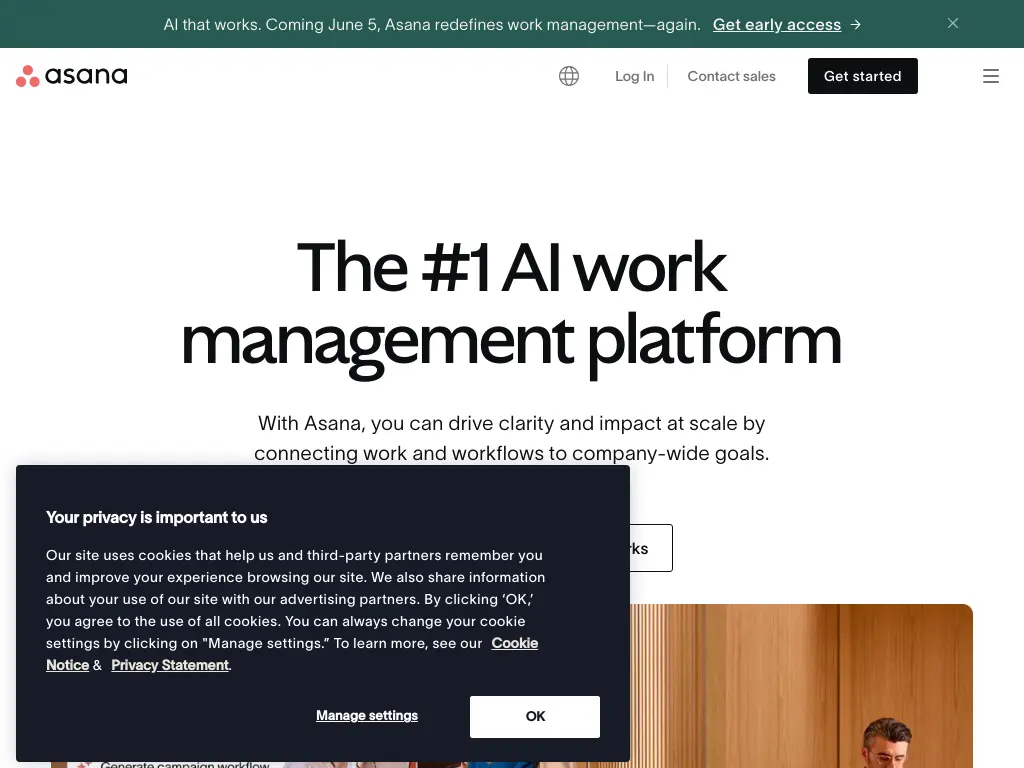 AI that works. Coming June 5, Asana redefines work management—again. Get early access →
asana
Log In
Contact sales
Get started
The #1 AI work
management platform
With Asana, you can drive clarity and impact at scale by
connecting work and workflows to company-wide goals.
Your privacy is important to us
Our site uses cookies that help us and third-party partners remember you
and improve your experience browsing our site. We also share information
about your use of our site with our advertising partners. By clicking ‘OK,’
you agree to the use of all cookies. You can always change your cookie
settings by clicking on "Manage settings.” To learn more, see our Cookie
Notice & Privacy Statement.
Manage settings
OK
Generate campaign workflow